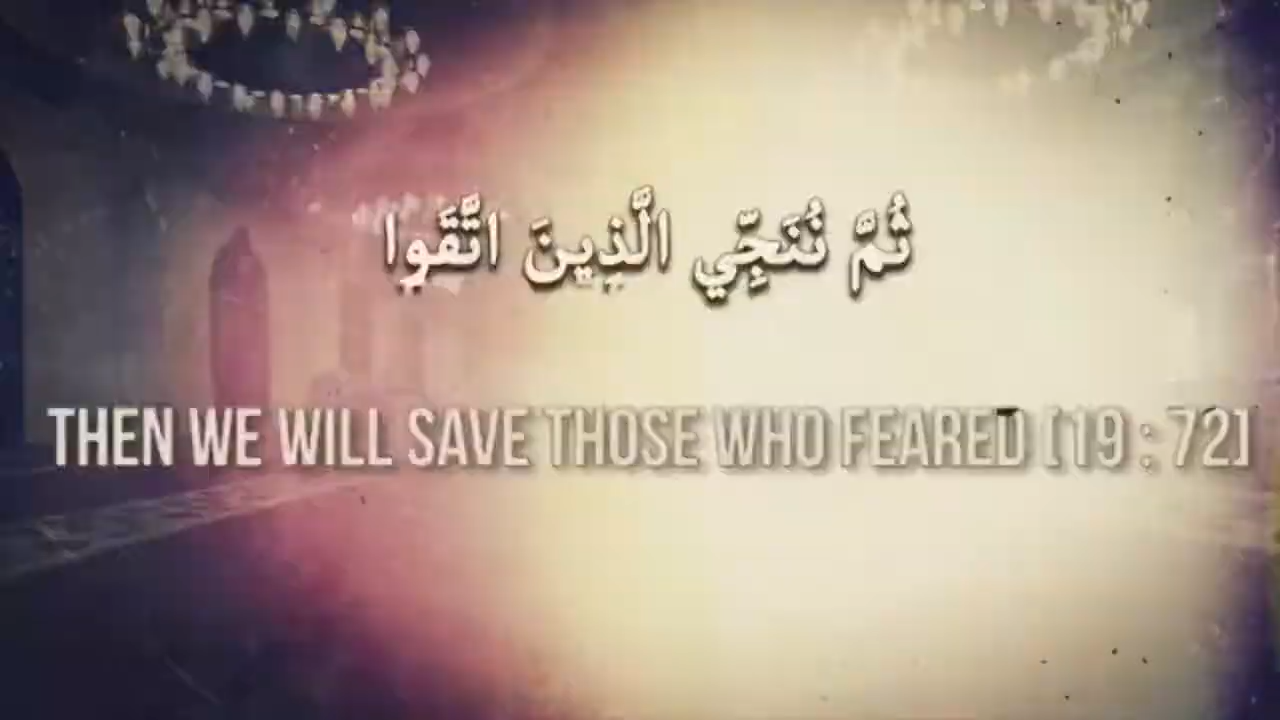 ثُمَّ نُنَجِّي الَّذِينَ اتَّقَوا
THEN WE WILL SAVE THOSE WHO FEARED [19 : 72]